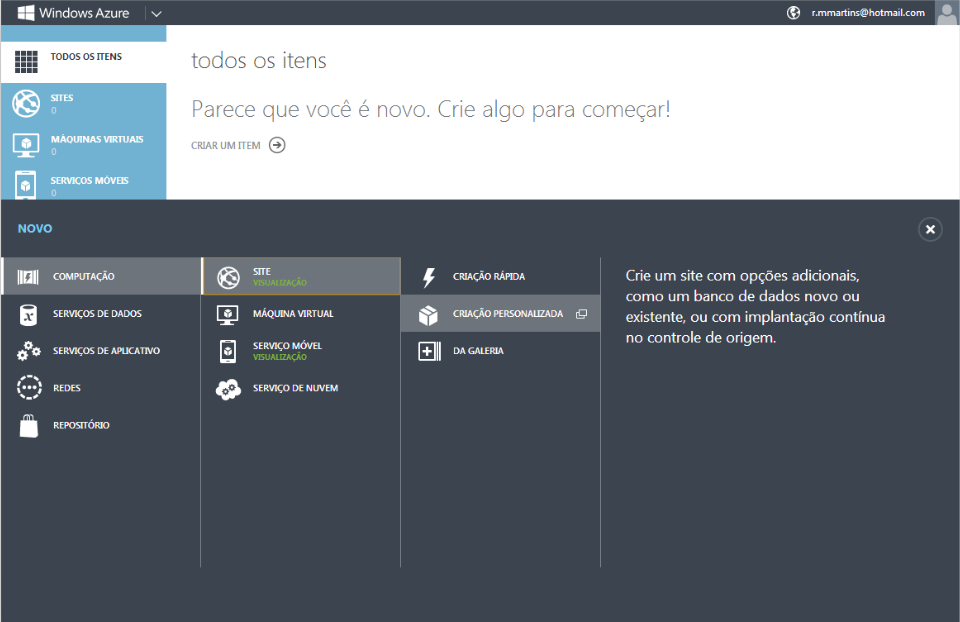 Windows Azure
r.mmartins@hotmail.com
TODOS OS ITENS
SITES
0
MÁQUINAS VIRTUAIS
0
SERVIÇOS MÓVEIS
0
todos os itens
Parece que você é novo. Crie algo para começar!
CRIAR UM ITEM
NOVO
COMPUTAÇÃO
SERVIÇOS DE DADOS
SERVIÇOS DE APLICATIVO
REDES
REPOSITÓRIO
SITE
VISUALIZAÇÃO
MÁQUINA VIRTUAL
SERVIÇO MÓVEL
VISUALIZAÇÃO
SERVIÇO DE NUVEM
CRIAÇÃO RÁPIDA
CRIAÇÃO PERSONALIZADA
DA GALERIA
Crie um site com opções adicionais,
como um banco de dados novo ou
existente, ou com implantação contínua
no controle de origem.